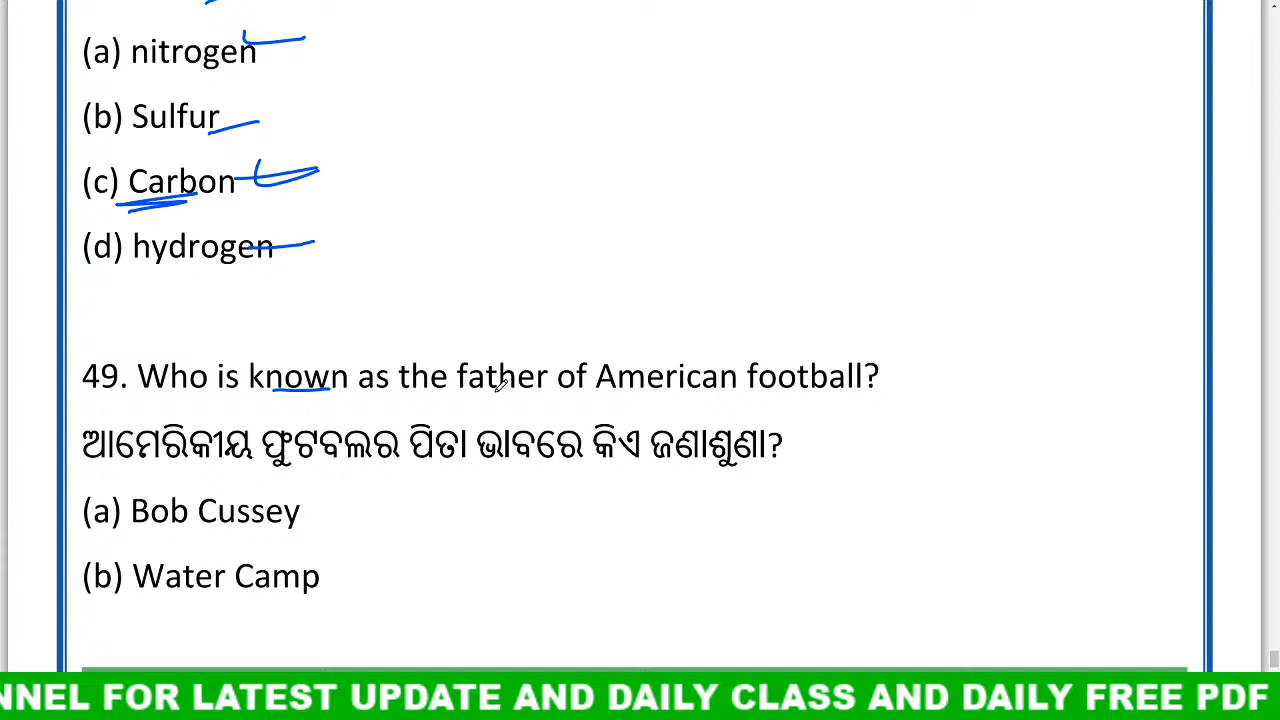 (a) nitrogen
(b) Sulfur
(c) Carbon
(d) hydrogen
49. Who is known as the father of American football?
ଆମେରିକୀୟ ଫୁଟବଲର ପିତା ଭାବରେ କିଏ ଜଣାଶୁଣା?
(a) Bob Cussey
(b) Water Camp
NNEL FOR LATEST UPDATE AND DAILY CLASS AND DAILY FREE PDF